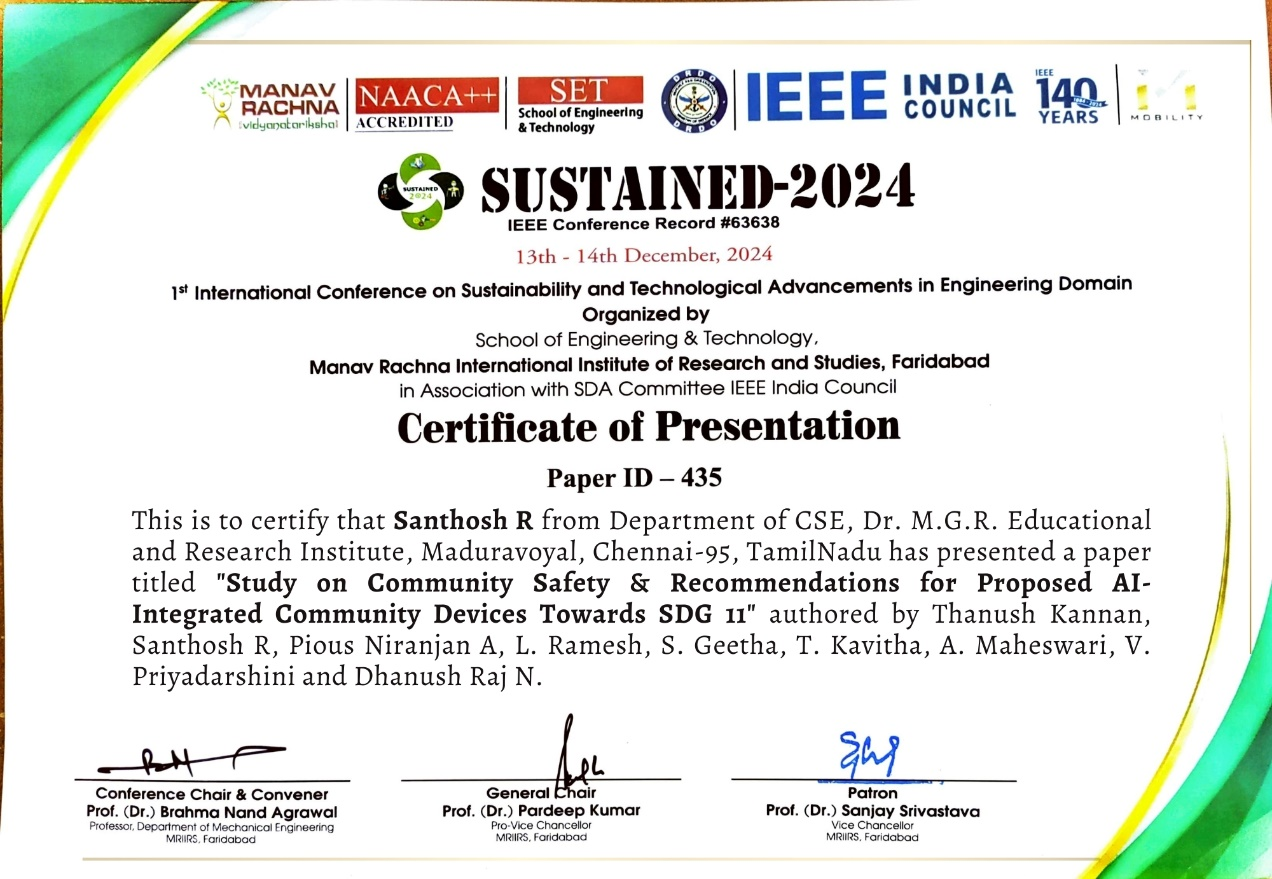 MANAV RACHNA vidyanatariksha
NAACA++ ACCREDITED
SET School of Engineering & Technology
DRDO
DRDO
IEEE INDIA COUNCIL
IEEE 140 YEARS
MOBILITY
SUSTAINED 2024
SUSTAINED-2024
IEEE Conference Record #63638
13th - 14th December, 2024
1st International Conference on Sustainability and Technological Advancements in Engineering Domain
Organized by
School of Engineering & Technology,
Manav Rachna International Institute of Research and Studies, Faridabad
in Association with SDA Committee IEEE India Council
Certificate of Presentation
Paper ID – 435
This is to certify that Santhosh R from Department of CSE, Dr. M.G.R. Educational
and Research Institute, Maduravoyal, Chennai-95, TamilNadu has presented a paper
titled "Study on Community Safety & Recommendations for Proposed AI-
Integrated Community Devices Towards SDG 11" authored by Thanush Kannan,
Santhosh R, Pious Niranjan A, L. Ramesh, S. Geetha, T. Kavitha, A. Maheswari, V.
Priyadarshini and Dhanush Raj N.
Conference Chair & Convener
Prof. (Dr.) Brahma Nand Agrawal
Professor, Department of Mechanical Engineering
MRIIRS, Faridabad
General Chair
Prof. (Dr.) Pardeep Kumar
Pro-Vice Chancellor
MRIIRS, Faridabad
Patron
Prof. (Dr.) Sanjay Srivastava
Vice Chancellor
MRIIRS, Faridabad